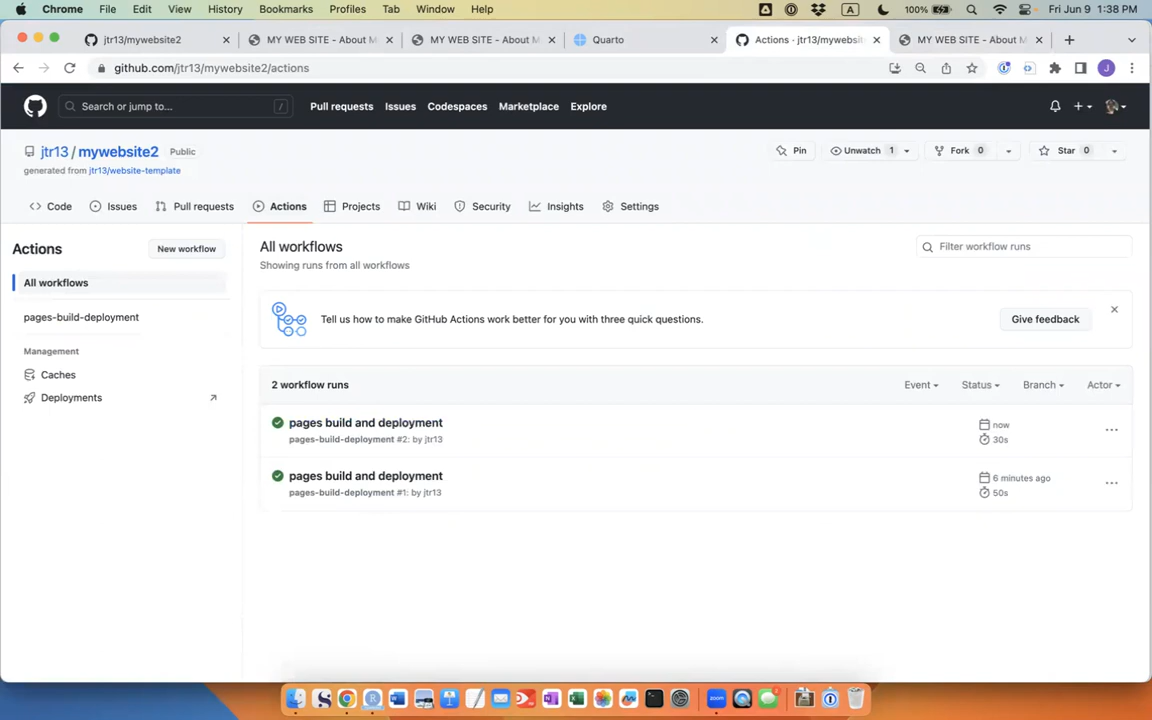 Chrome File Edit View History Bookmarks Profiles Tab Window Help A 100% Fri Jun 9 1:38 PM
jtr13/mywebsite2 MY WEB SITE - About M MY WEB SITE - About M Quarto Actions · jtr13/mywebsit MY WEB SITE - About M
github.com/jtr13/mywebsite2/actions J
Search or jump to... / Pull requests Issues Codespaces Marketplace Explore
jtr13 / mywebsite2 Public Pin Unwatch 1 Fork 0 Star 0
generated from jtr13/website-template
Code Issues Pull requests Actions Projects Wiki Security Insights Settings
Actions New workflow All workflows Filter workflow runs
Showing runs from all workflows
All workflows
pages-build-deployment Tell us how to make GitHub Actions work better for you with three quick questions. Give feedback
Management
Caches 2 workflow runs Event Status Branch Actor
Deployments
pages build and deployment now
pages-build-deployment #2: by jtr13 30s
pages build and deployment 6 minutes ago
pages-build-deployment #1: by jtr13 50s